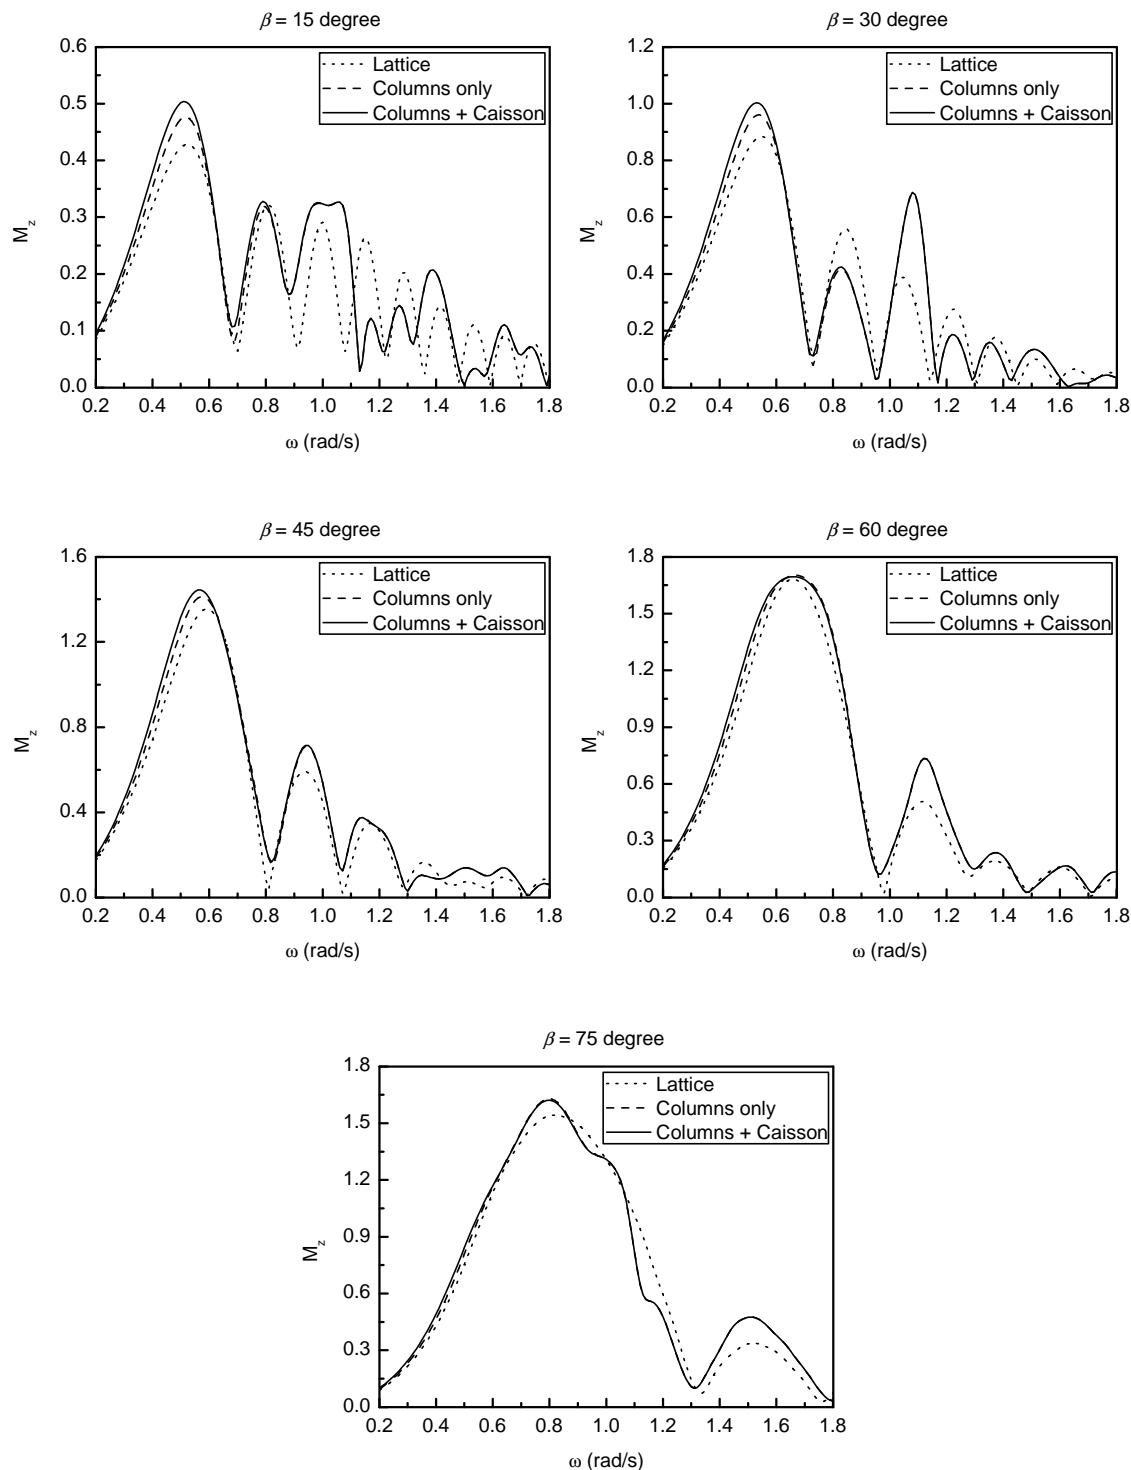 β = 15 degree
0.6
0.5
0.4
0.3
0.2
0.1
0.0
M_z
Lattice
Columns only
Columns + Caisson
0.2 0.4 0.6 0.8 1.0 1.2 1.4 1.6 1.8
ω (rad/s)
β = 30 degree
1.2
1.0
0.8
0.6
0.4
0.2
0.0
M_z
Lattice
Columns only
Columns + Caisson
0.2 0.4 0.6 0.8 1.0 1.2 1.4 1.6 1.8
ω (rad/s)
β = 45 degree
1.6
1.2
0.8
0.4
0.0
M_z
Lattice
Columns only
Columns + Caisson
0.2 0.4 0.6 0.8 1.0 1.2 1.4 1.6 1.8
ω (rad/s)
β = 60 degree
1.8
1.5
1.2
0.9
0.6
0.3
0.0
M_z
Lattice
Columns only
Columns + Caisson
0.2 0.4 0.6 0.8 1.0 1.2 1.4 1.6 1.8
ω (rad/s)
β = 75 degree
1.8
1.5
1.2
0.9
0.6
0.3
0.0
M_z
Lattice
Columns only
Columns + Caisson
0.2 0.4 0.6 0.8 1.0 1.2 1.4 1.6 1.8
ω (rad/s)